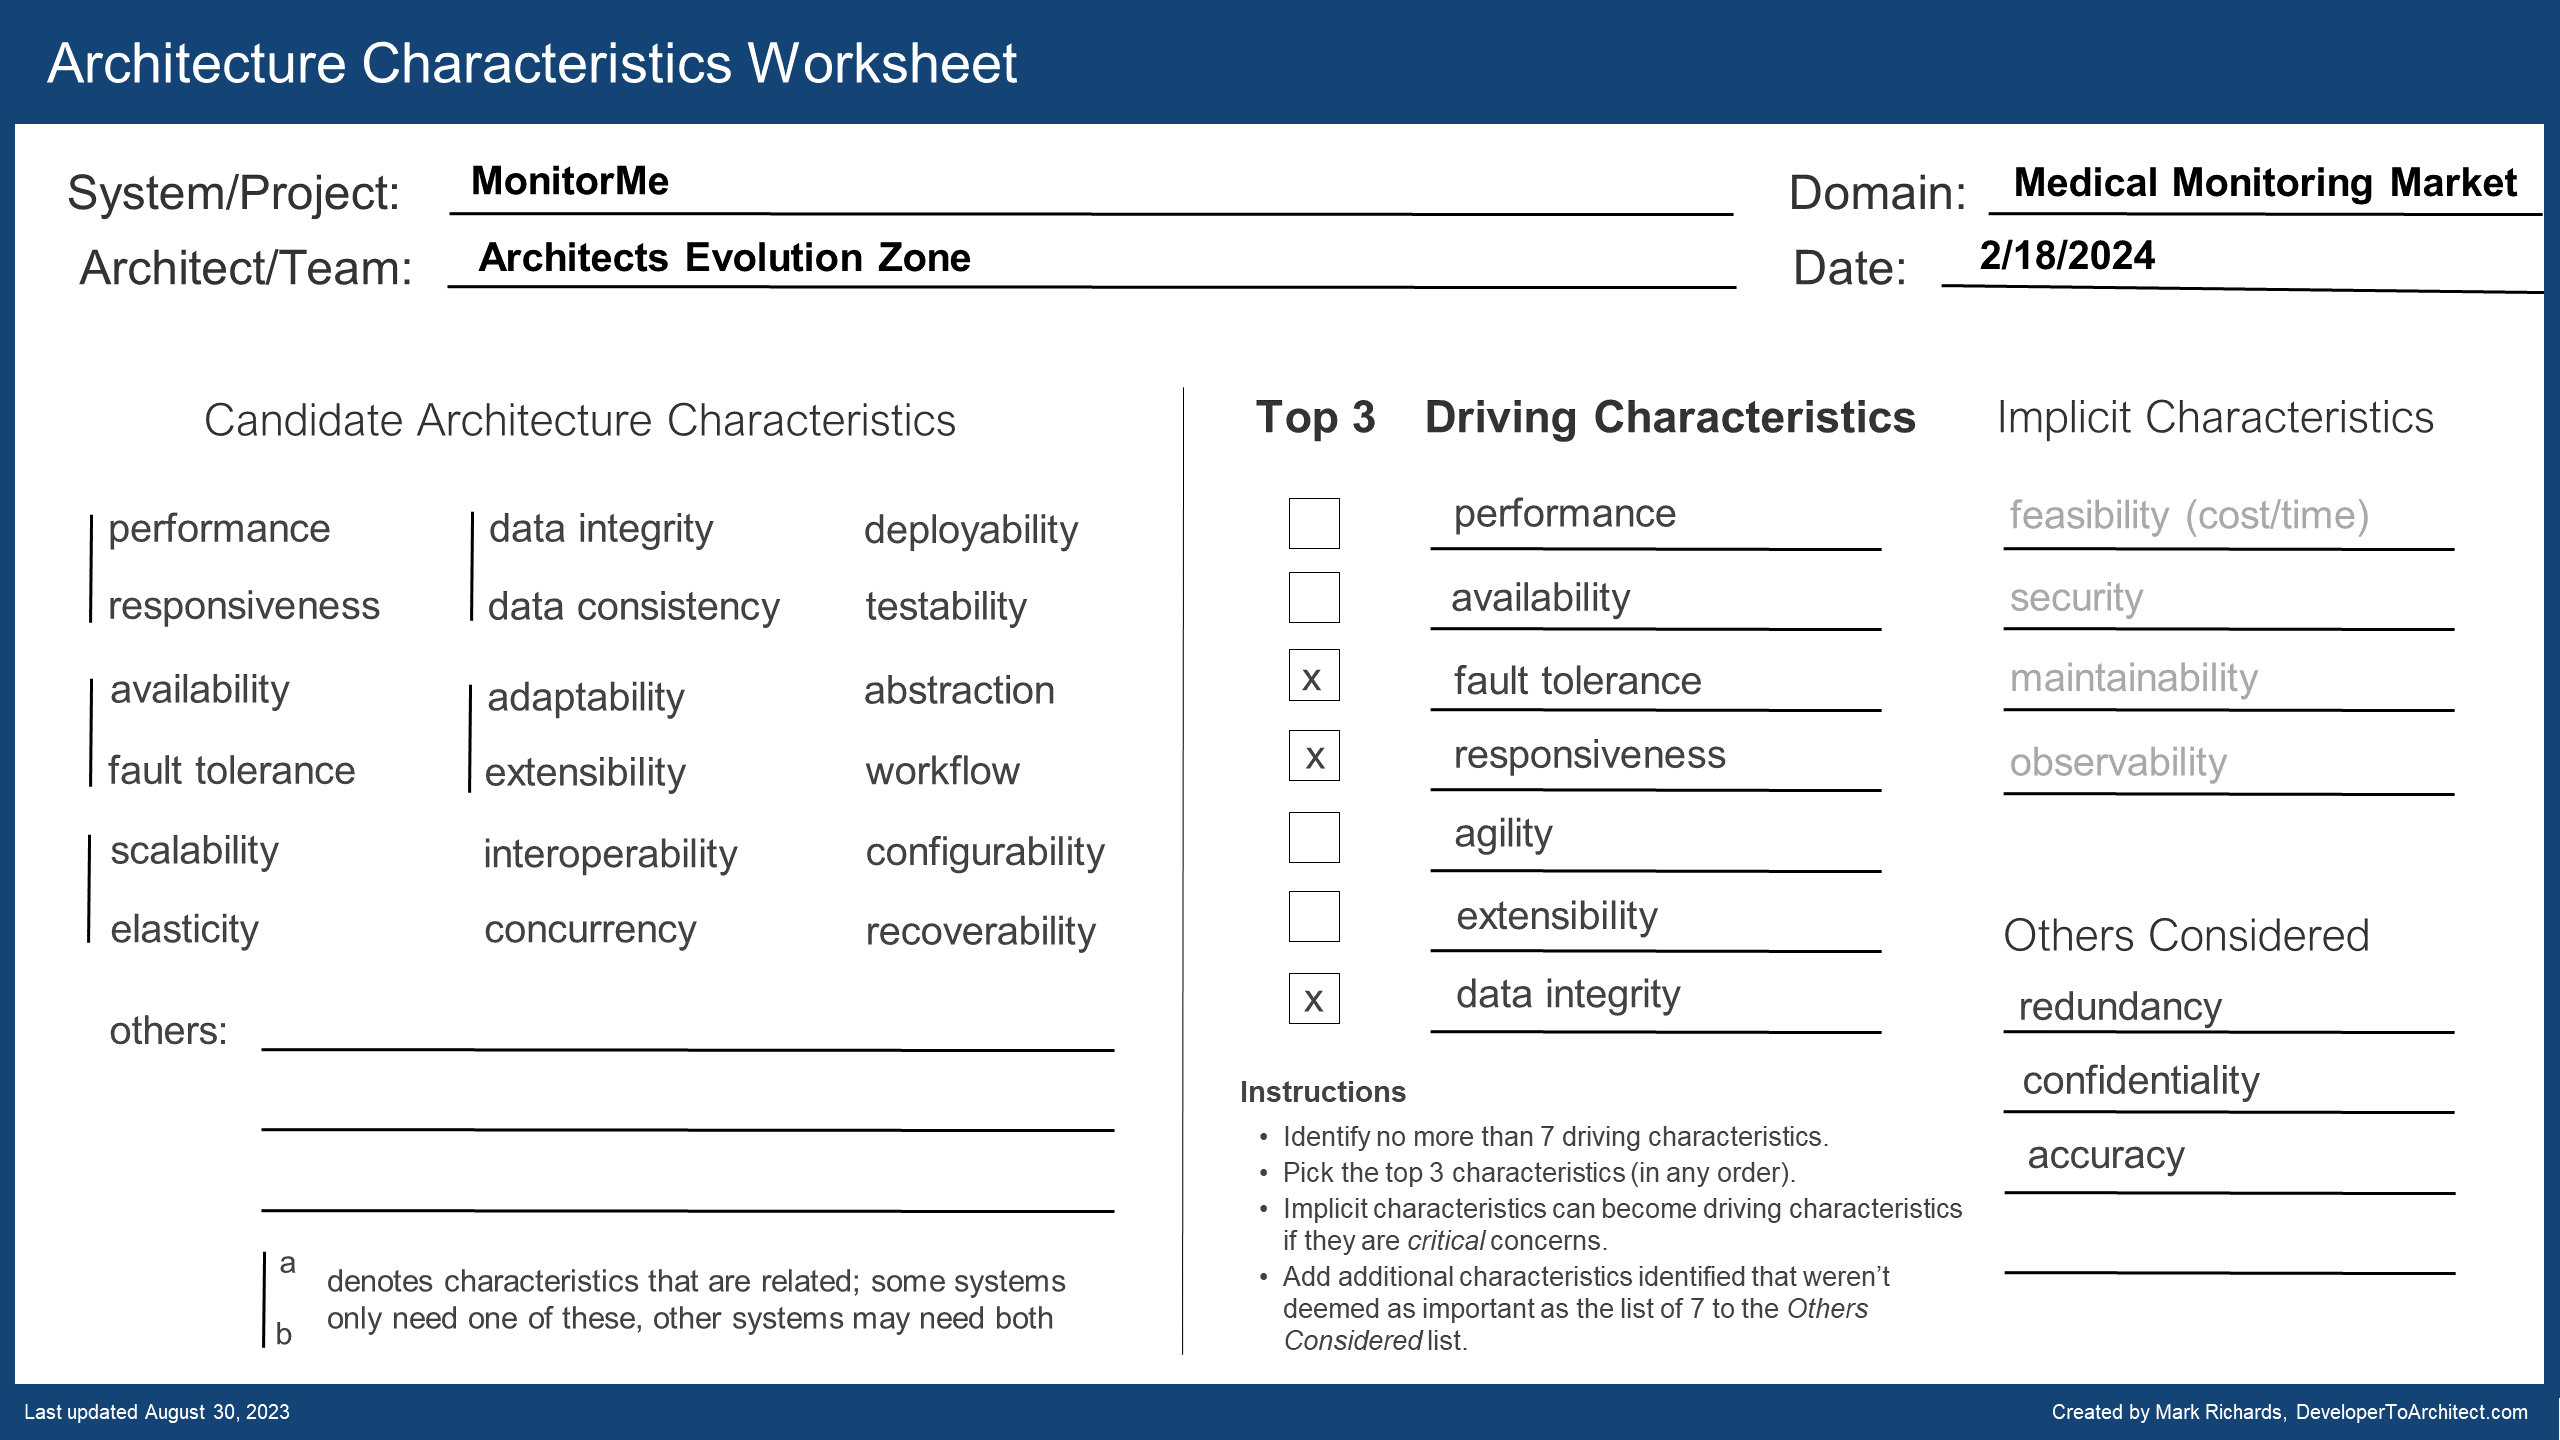 Architecture Characteristics Worksheet
System/Project: MonitorMe
Domain: Medical Monitoring Market
Architect/Team: Architects Evolution Zone
Date: 2/18/2024
Candidate Architecture Characteristics
performance data integrity deployability
responsiveness data consistency testability
availability adaptability abstraction
fault tolerance extensibility workflow
scalability interoperability configurability
elasticity concurrency recoverability
others:
a
b
denotes characteristics that are related; some systems
only need one of these, other systems may need both
Top 3 Driving Characteristics
performance
availability
x fault tolerance
x responsiveness
agility
extensibility
x data integrity
Instructions
• Identify no more than 7 driving characteristics.
• Pick the top 3 characteristics (in any order).
• Implicit characteristics can become driving characteristics
if they are critical concerns.
• Add additional characteristics identified that weren’t
deemed as important as the list of 7 to the Others
Considered list.
Implicit Characteristics
feasibility (cost/time)
security
maintainability
observability
Others Considered
redundancy
confidentiality
accuracy
Last updated August 30, 2023
Created by Mark Richards, DeveloperToArchitect.com